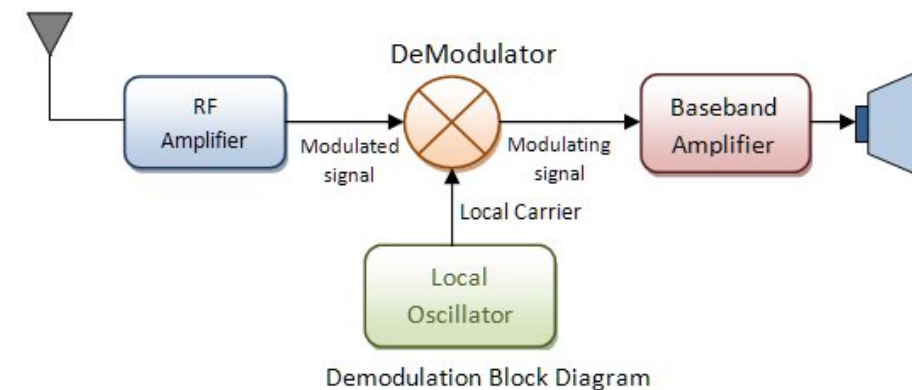 DeModulator
RF
Amplifier
Modulated
signal
Modulating
signal
Baseband
Amplifier
Local Carrier
Local
Oscillator
Demodulation Block Diagram